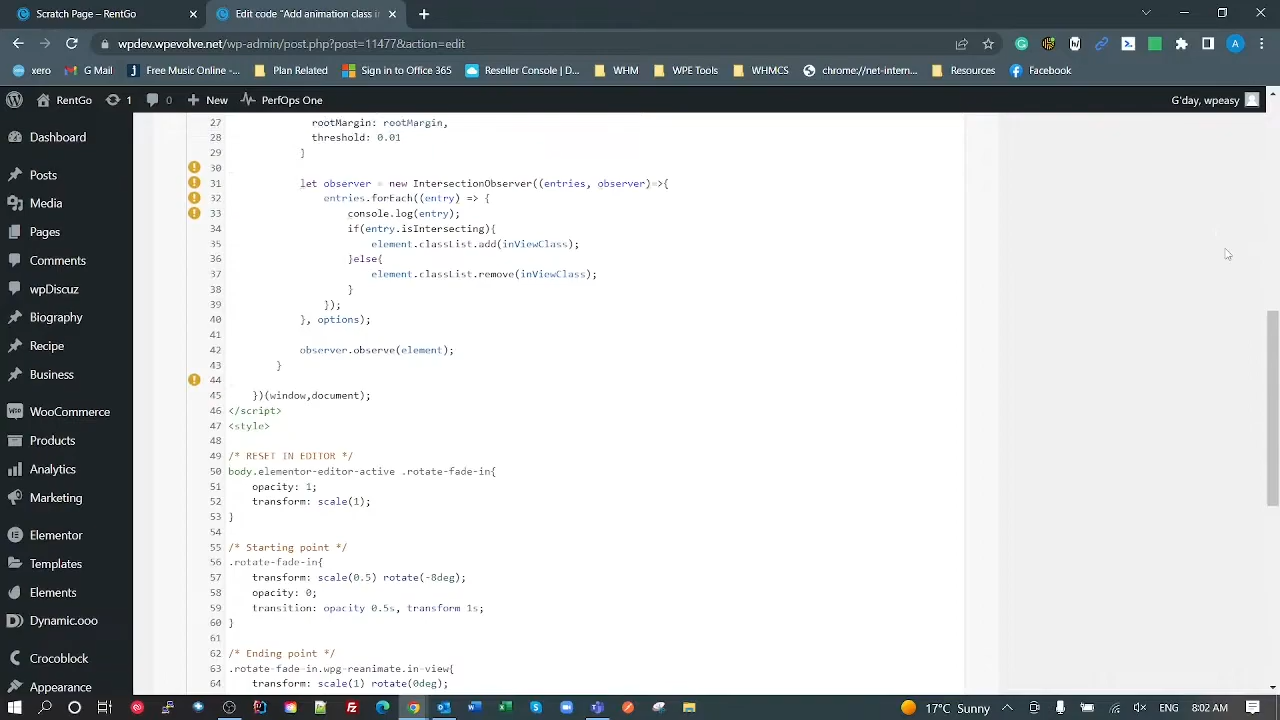 Scratch Page – RentGo
Edit code "Add animation class i
wpdev.wpevolve.net/wp-admin/post.php?post=11477&action=edit
xero G Mail Free Music Online -... Plan Related Sign in to Office 365 Reseller Console | D... WHM WPE Tools WHMCS chrome://net-intern... Resources Facebook
RentGo 1 0 New PerfOps One G'day, wpeasy
Dashboard
Posts
Media
Pages
Comments
wpDiscuz
Biography
Recipe
Business
WooCommerce
Products
Analytics
Marketing
Elementor
Templates
Elements
Dynamic.ooo
Crocoblock
Appearance
27 rootMargin: rootMargin,
28 threshold: 0.01
29 }
30
31 let observer = new IntersectionObserver((entries, observer)=>{
32 entries.forEach((entry) => {
33 console.log(entry);
34 if(entry.isIntersecting){
35 element.classList.add(inViewClass);
36 }else{
37 element.classList.remove(inViewClass);
38 }
39 });
40 }, options);
41
42 observer.observe(element);
43 }
44
45 })(window,document);
46 </script>
47 <style>
48
49 /* RESET IN EDITOR */
50 body.elementor-editor-active .rotate-fade-in{
51 opacity: 1;
52 transform: scale(1);
53 }
54
55 /* Starting point */
56 .rotate-fade-in{
57 transform: scale(0.5) rotate(-8deg);
58 opacity: 0;
59 transition: opacity 0.5s, transform 1s;
60 }
61
62 /* Ending point */
63 .rotate-fade-in.wpg-reanimate.in-view{
64 transform: scale(1) rotate(0deg);
17°C Sunny ENG 8:02 AM